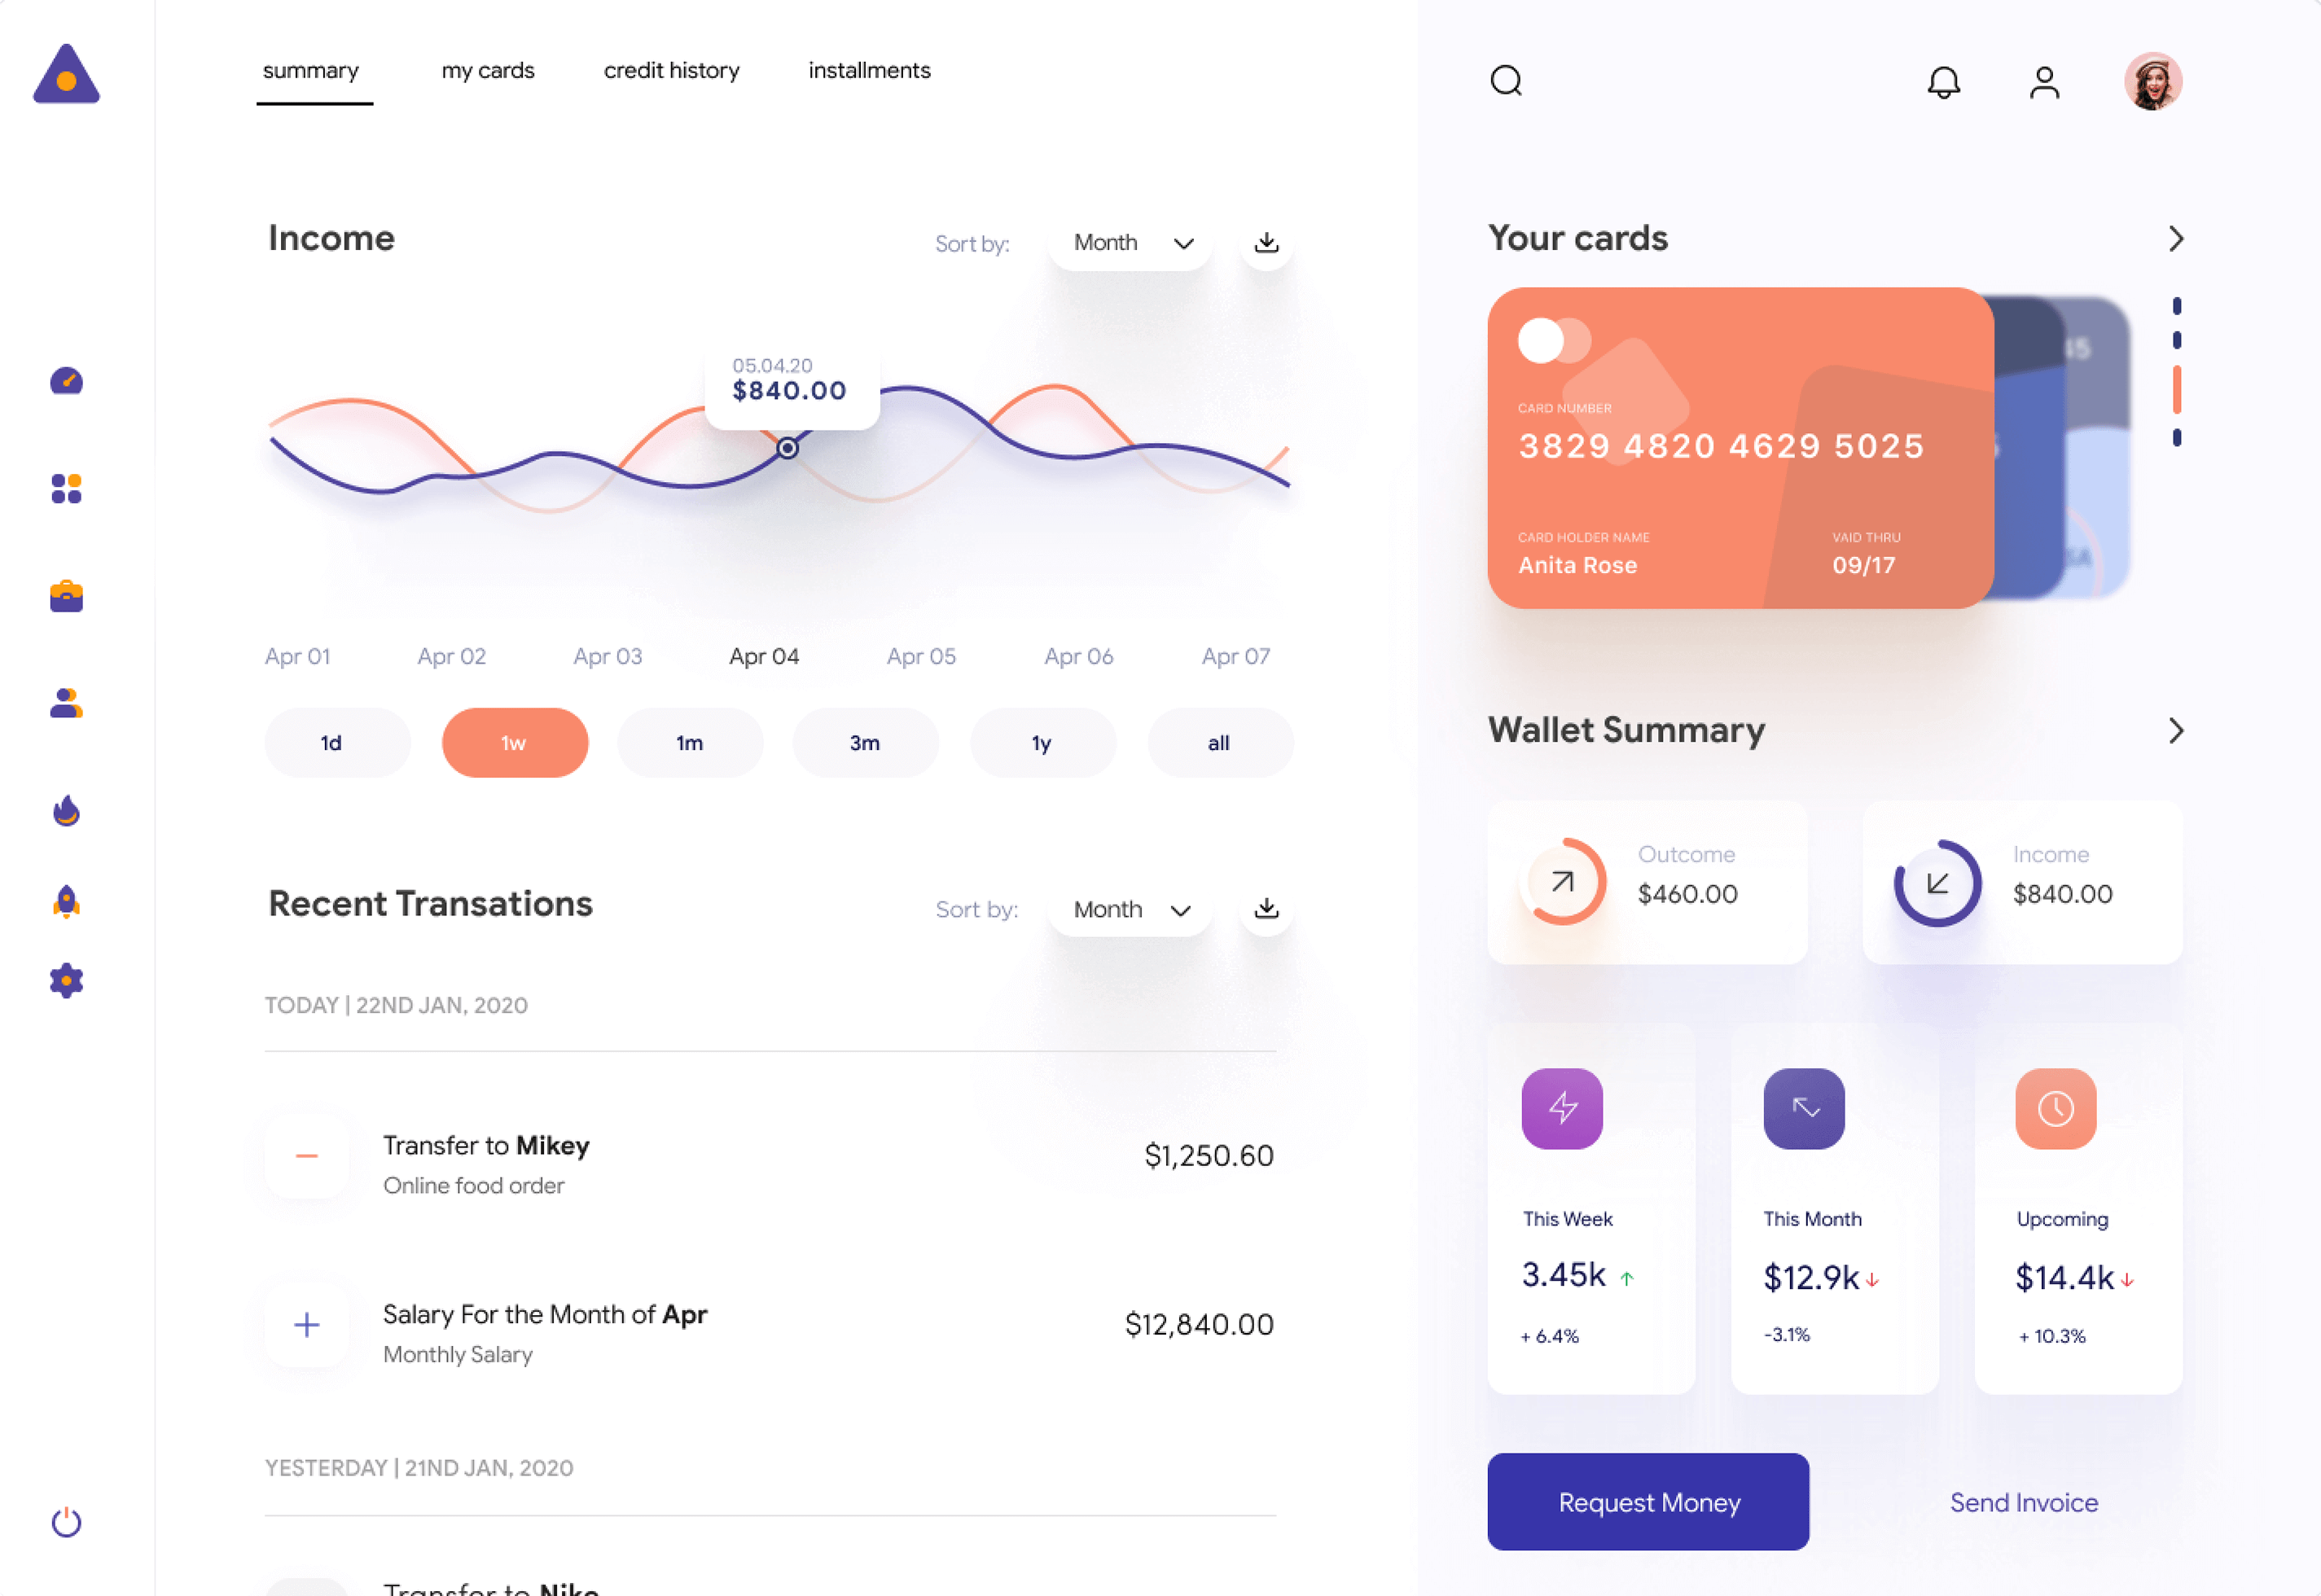 summary
my cards
credit history
installments
Income
Sort by:
Month
05.04.20
$840.00
Apr 01
Apr 02
Apr 03
Apr 04
Apr 05
Apr 06
Apr 07
1d
1w
1m
3m
1y
all
Recent Transations
Sort by:
Month
TODAY | 22ND JAN, 2020
Transfer to Mikey
Online food order
$1,250.60
Salary For the Month of Apr
Monthly Salary
$12,840.00
YESTERDAY | 21ND JAN, 2020
Transfer to Niko
Your cards
CARD NUMBER
3829 4820 4629 5025
CARD HOLDER NAME
Anita Rose
VAID THRU
09/17
45
Wallet Summary
Outcome
$460.00
Income
$840.00
This Week
3.45k
+ 6.4%
This Month
$12.9k
-3.1%
Upcoming
$14.4k
+ 10.3%
Request Money
Send Invoice